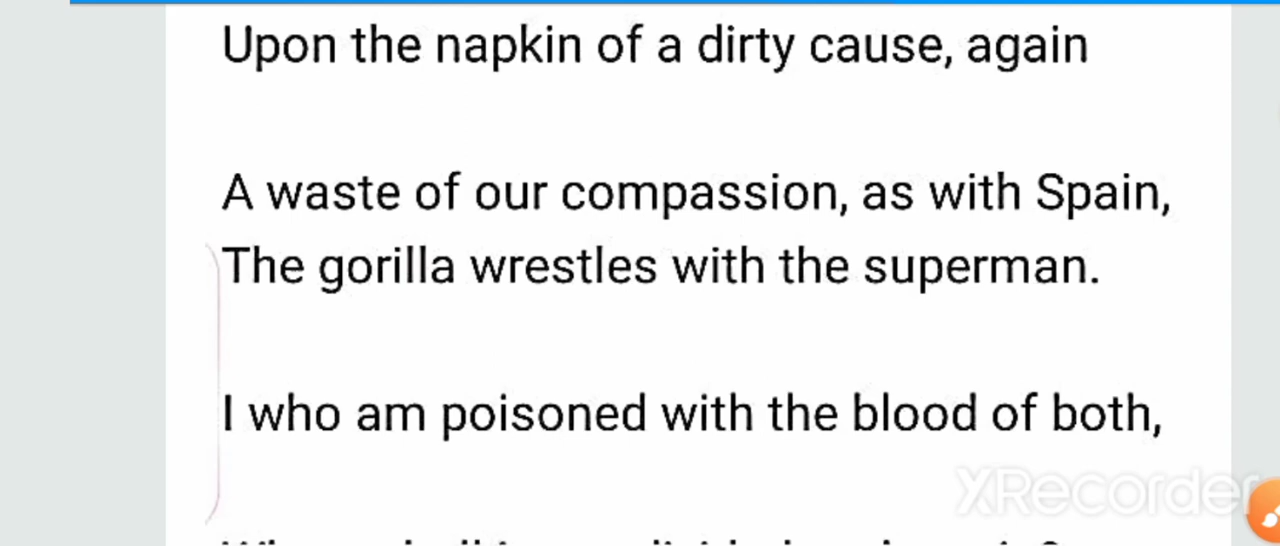 Upon the napkin of a dirty cause, again
A waste of our compassion, as with Spain,
The gorilla wrestles with the superman.
I who am poisoned with the blood of both,
XRecorder